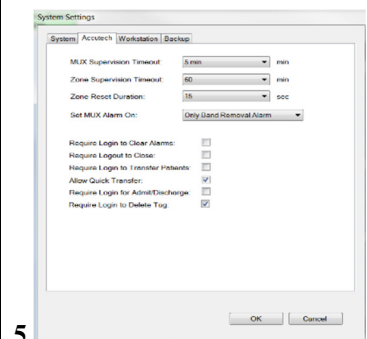 System Settings
System Accutech Workstation Backup
MUX Supervision Timeout: 5 min min
Zone Supervision Timeout: 60 min
Zone Reset Duration: 15 sec
Set MUX Alarm On: Only Band Removal Alarm
Require Login to Clear Alarms:
Require Logout to Close:
Require Login to Transfer Patients:
Allow Quick Transfer:
Require Login for Admit/Discharge:
Require Login to Delete Tag:
OK Cancel
5